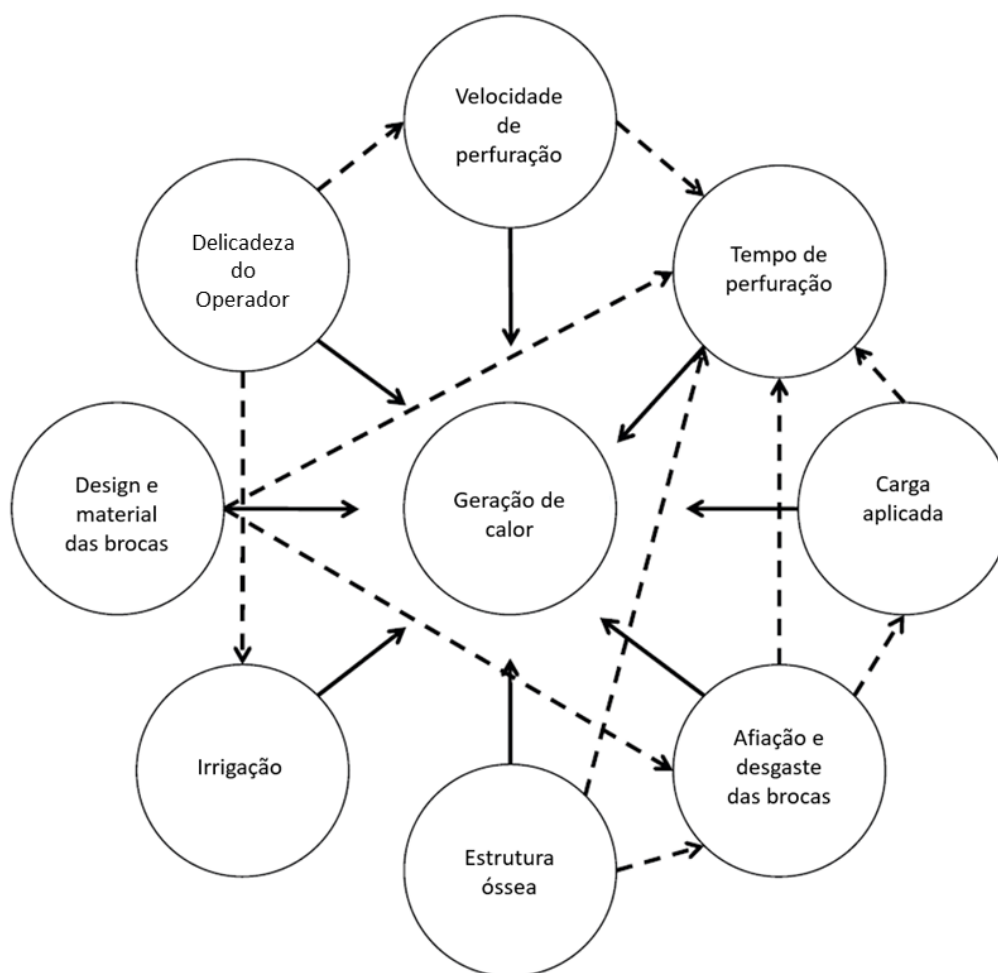 Velocidade
de
perfuração
Delicadeza
do
Operador
Tempo de
perfuração
Design e
material
das brocas
Geração de
calor
Carga
aplicada
Irrigação
Afiação e
desgaste
das brocas
Estrutura
óssea